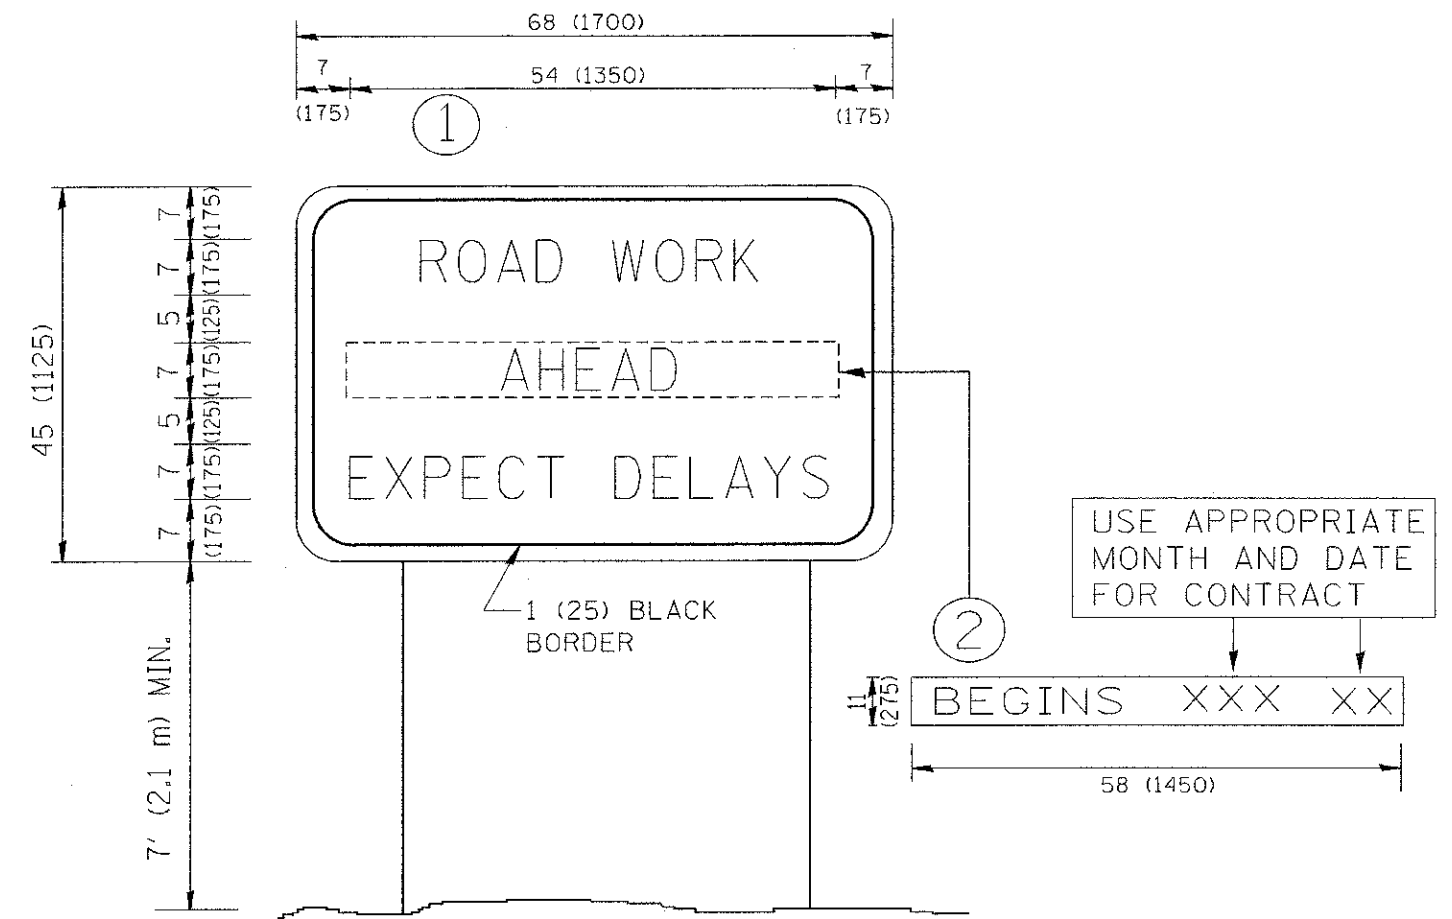 68 (1700)
7 54 (1350) 7
(175) (175)
1
45 (1125)
7 (175)
7 (175)
5 (125)
7 (175)
5 (125)
7 (175)
7 (175)
7' (2.1 m) MIN.
ROAD WORK
AHEAD
EXPECT DELAYS
1 (25) BLACK
BORDER
USE APPROPRIATE
MONTH AND DATE
FOR CONTRACT
2
11
(275)
BEGINS XXX XX
58 (1450)